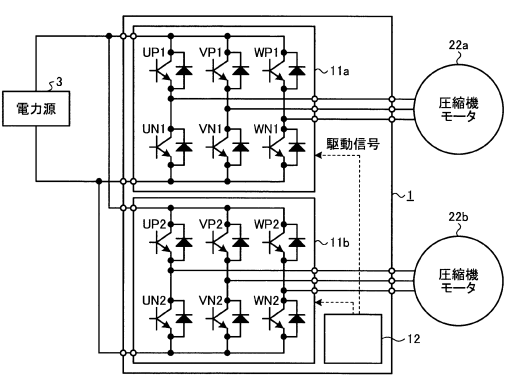 UP1 VP1 WP1
11a
22a
圧縮機
モータ
3
電力源
UN1 VN1 WN1
駆動信号
1
UP2 VP2 WP2
11b
22b
圧縮機
モータ
UN2 VN2 WN2
12